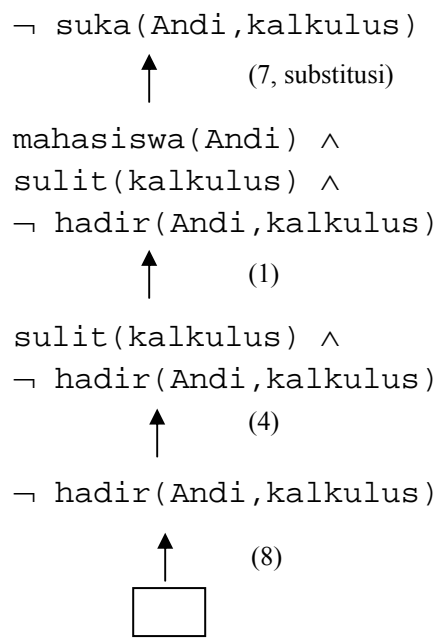 ¬ suka(Andi,kalkulus)
(7, substitusi)
mahasiswa(Andi) ∧
sulit(kalkulus) ∧
¬ hadir(Andi,kalkulus)
(1)
sulit(kalkulus) ∧
¬ hadir(Andi,kalkulus)
(4)
¬ hadir(Andi,kalkulus)
(8)